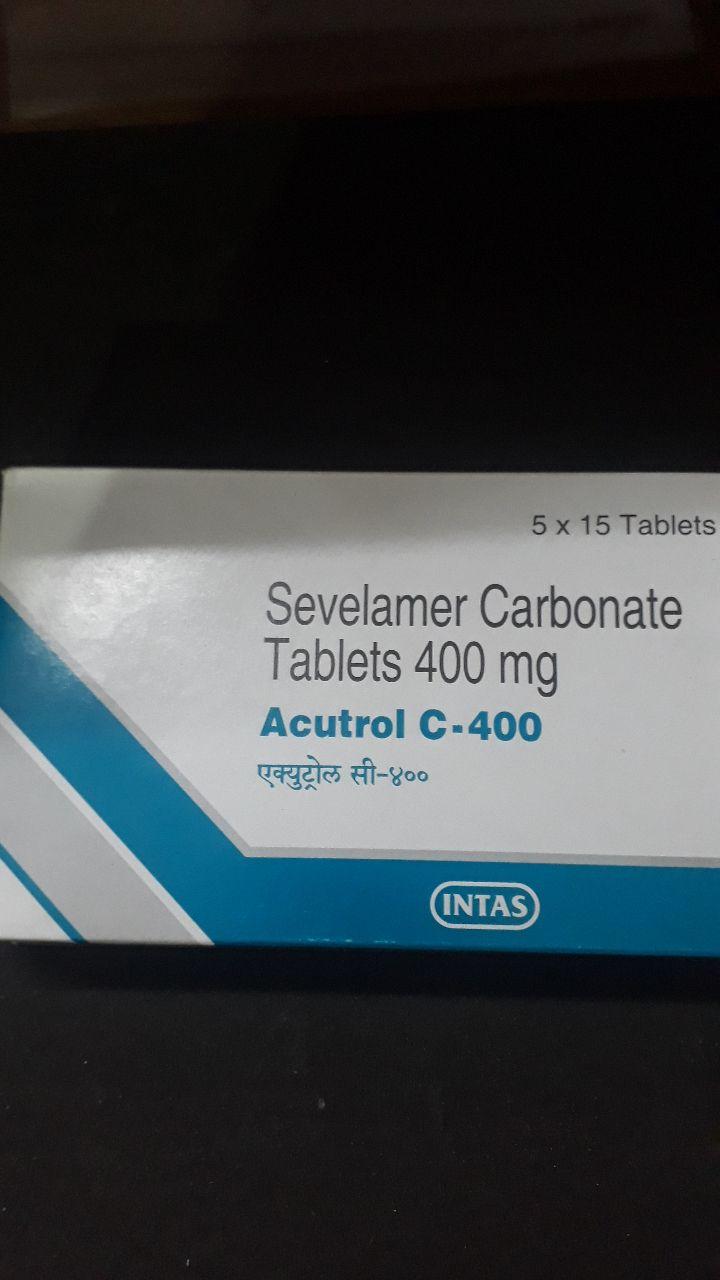 5 x 15 Tablets
Sevelamer Carbonate
Tablets 400 mg
Acutrol C-400
एक्युट्रोल सी-४००
INTAS